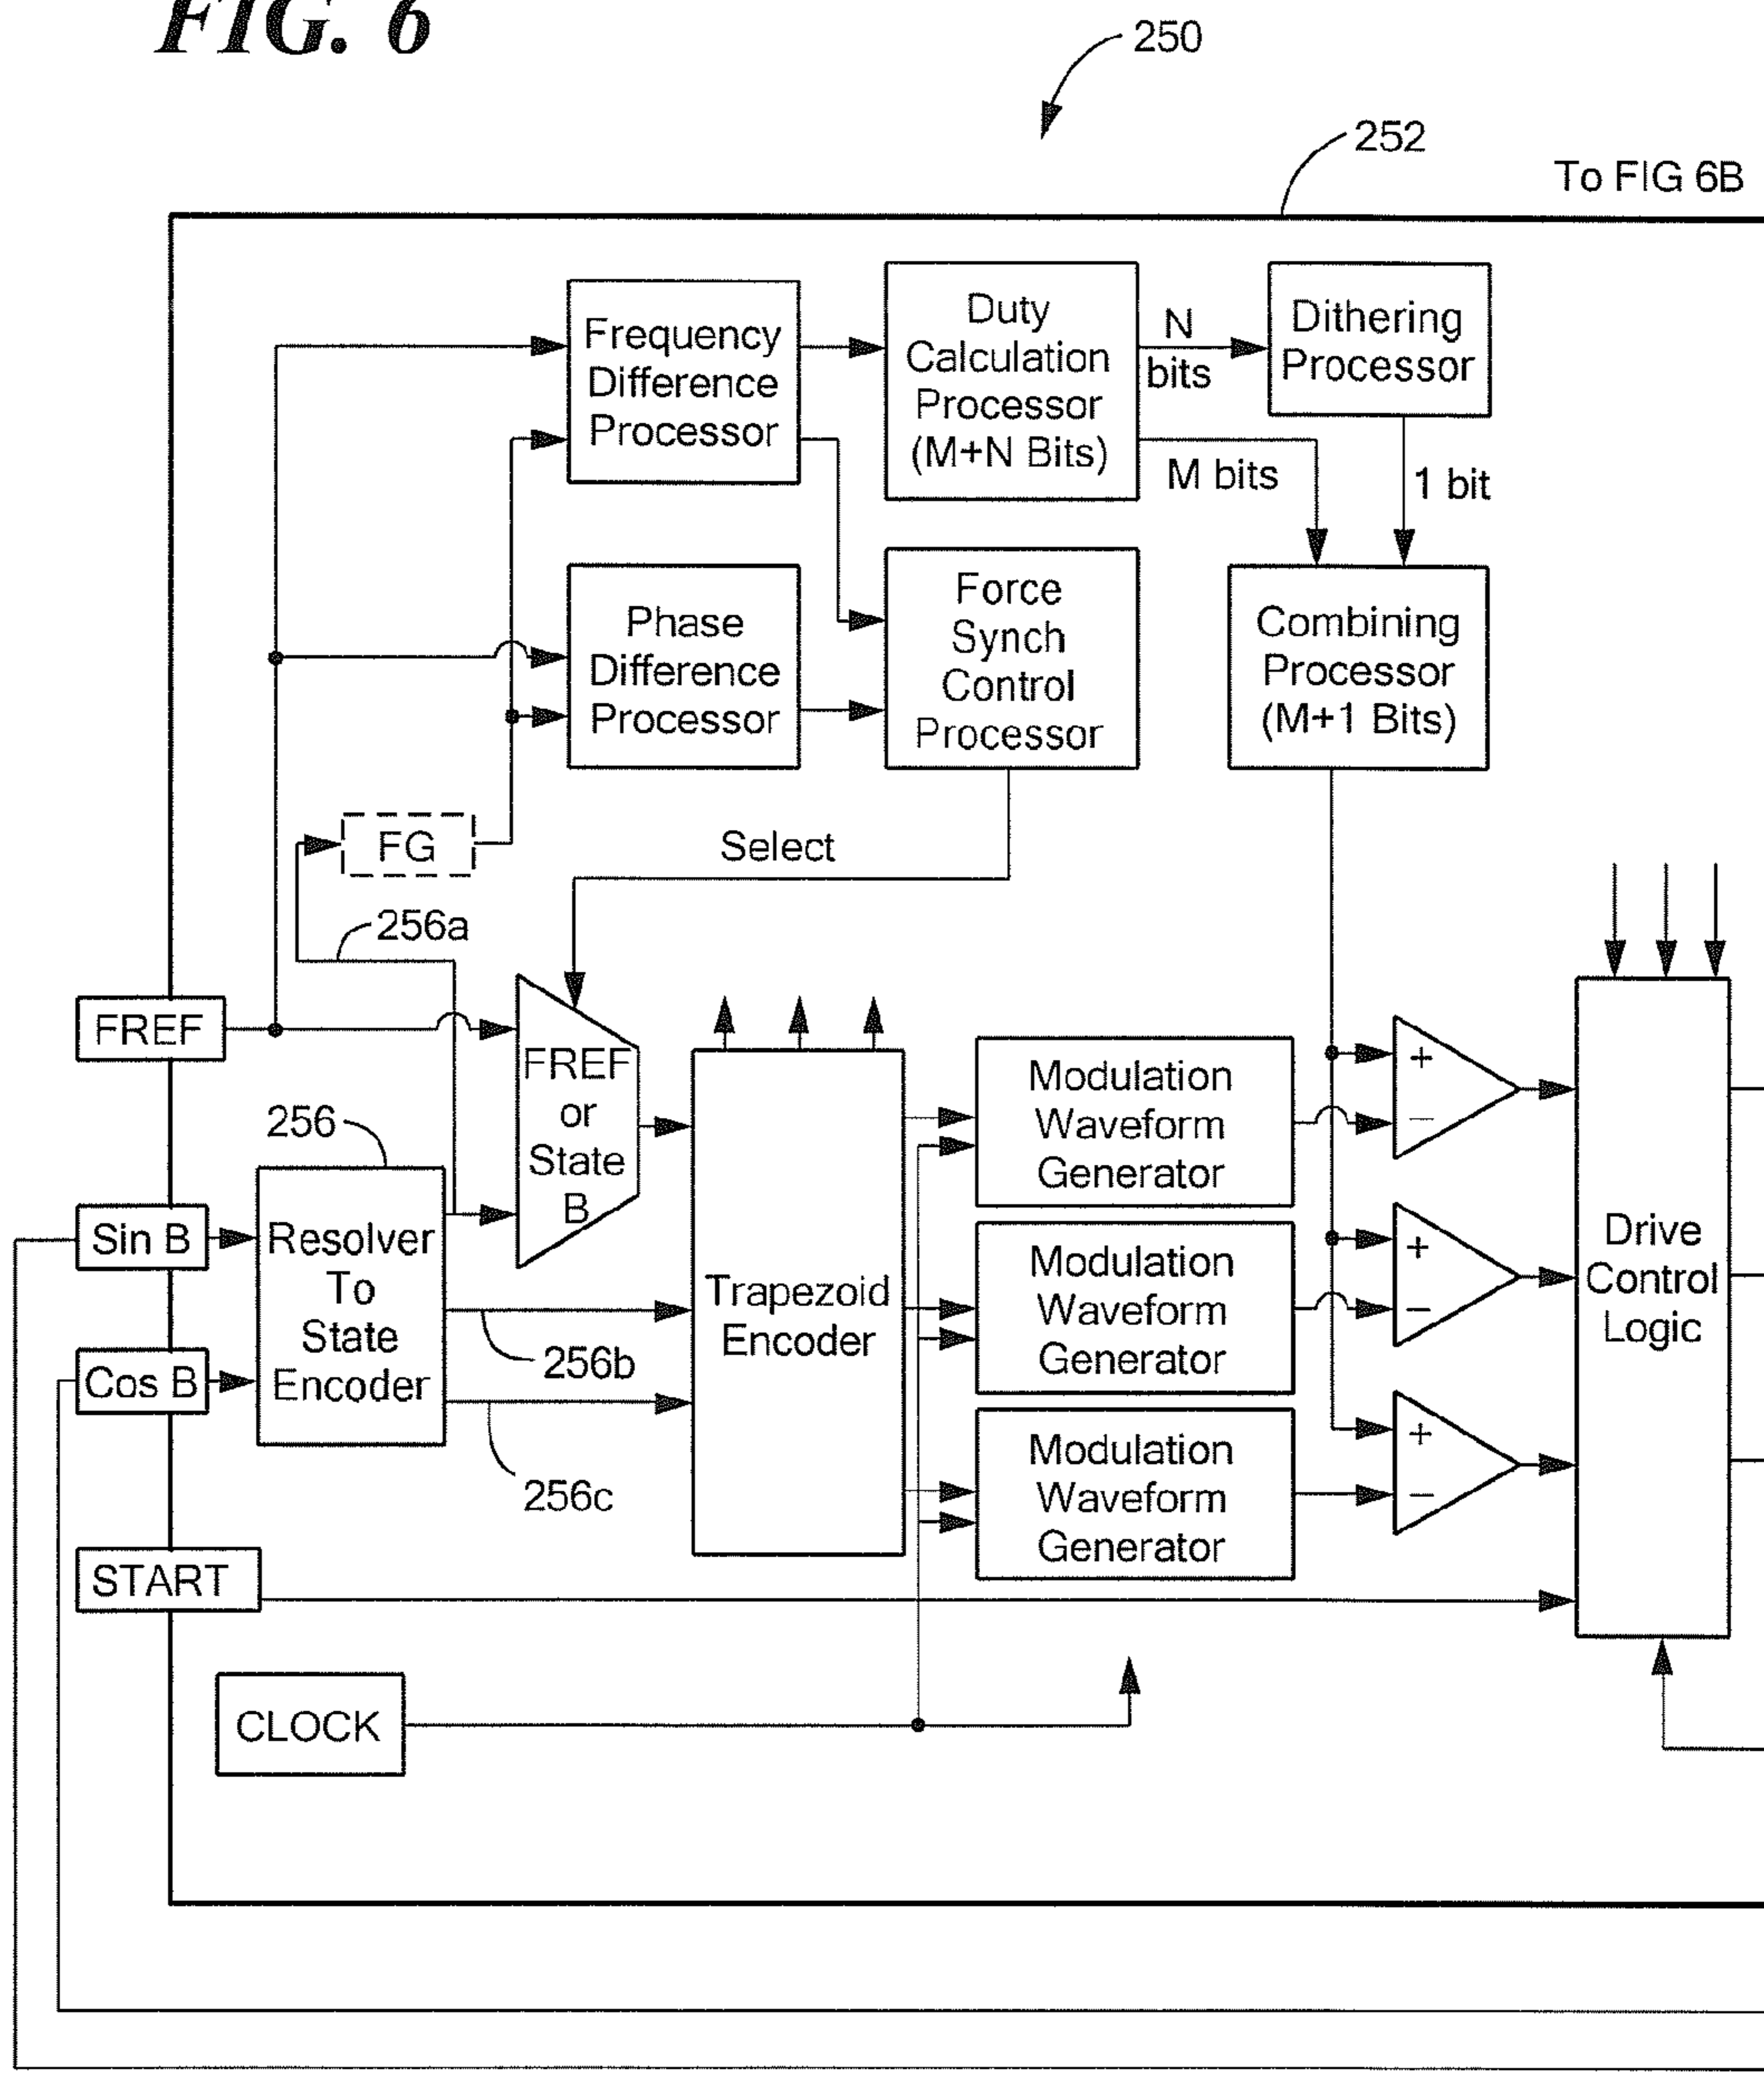 FIG. 6
250
252
To FIG 6B
Frequency
Difference
Processor
Duty
Calculation
Processor
(M+N Bits)
N
bits
Dithering
Processor
M bits
1 bit
Phase
Difference
Processor
Force
Synch
Control
Processor
Combining
Processor
(M+1 Bits)
FG
Select
256a
FREF
FREF
or
State
B
256
Sin B
Cos B
Resolver
To
State
Encoder
256b
256c
Trapezoid
Encoder
Modulation
Waveform
Generator
Modulation
Waveform
Generator
Modulation
Waveform
Generator
+
−
+
−
+
−
Drive
Control
Logic
START
CLOCK